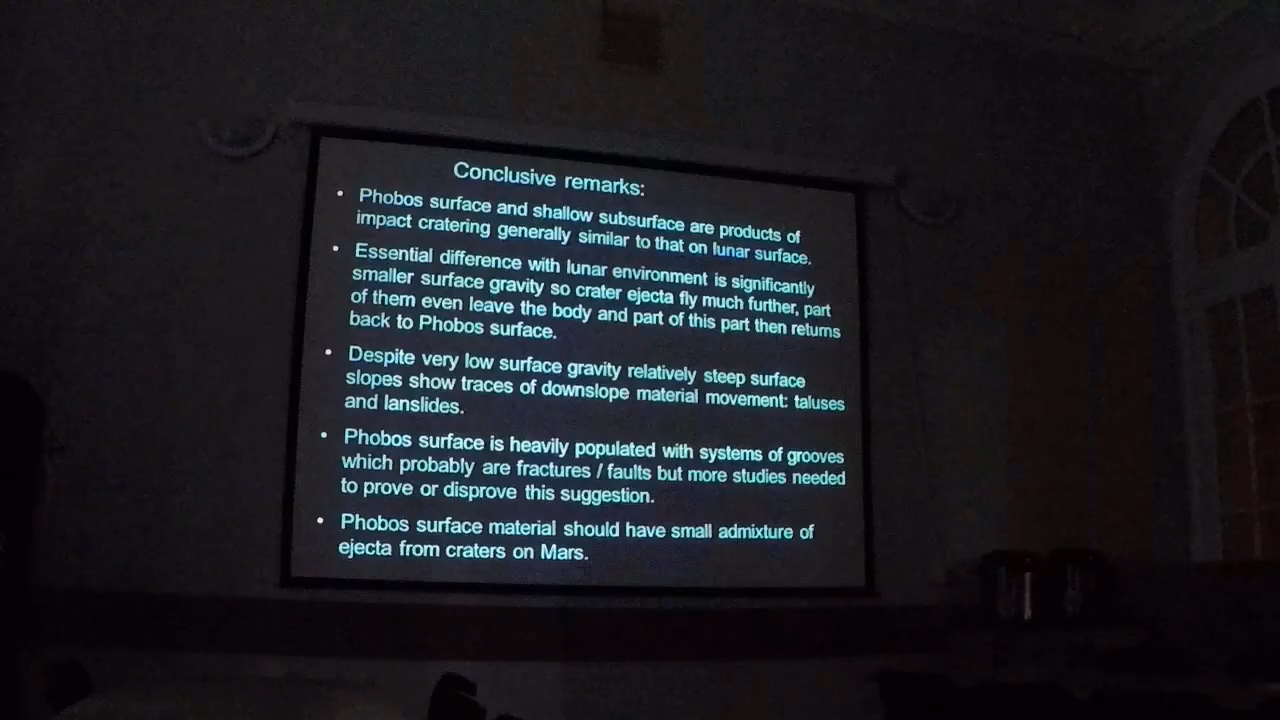 Conclusive remarks:
• Phobos surface and shallow subsurface are products of
impact cratering generally similar to that on lunar surface.
• Essential difference with lunar environment is significantly
smaller surface gravity so crater ejecta fly much further, part
of them even leave the body and part of this part then returns
back to Phobos surface.
• Despite very low surface gravity relatively steep surface
slopes show traces of downslope material movement: taluses
and lanslides.
• Phobos surface is heavily populated with systems of grooves
which probably are fractures / faults but more studies needed
to prove or disprove this suggestion.
• Phobos surface material should have small admixture of
ejecta from craters on Mars.